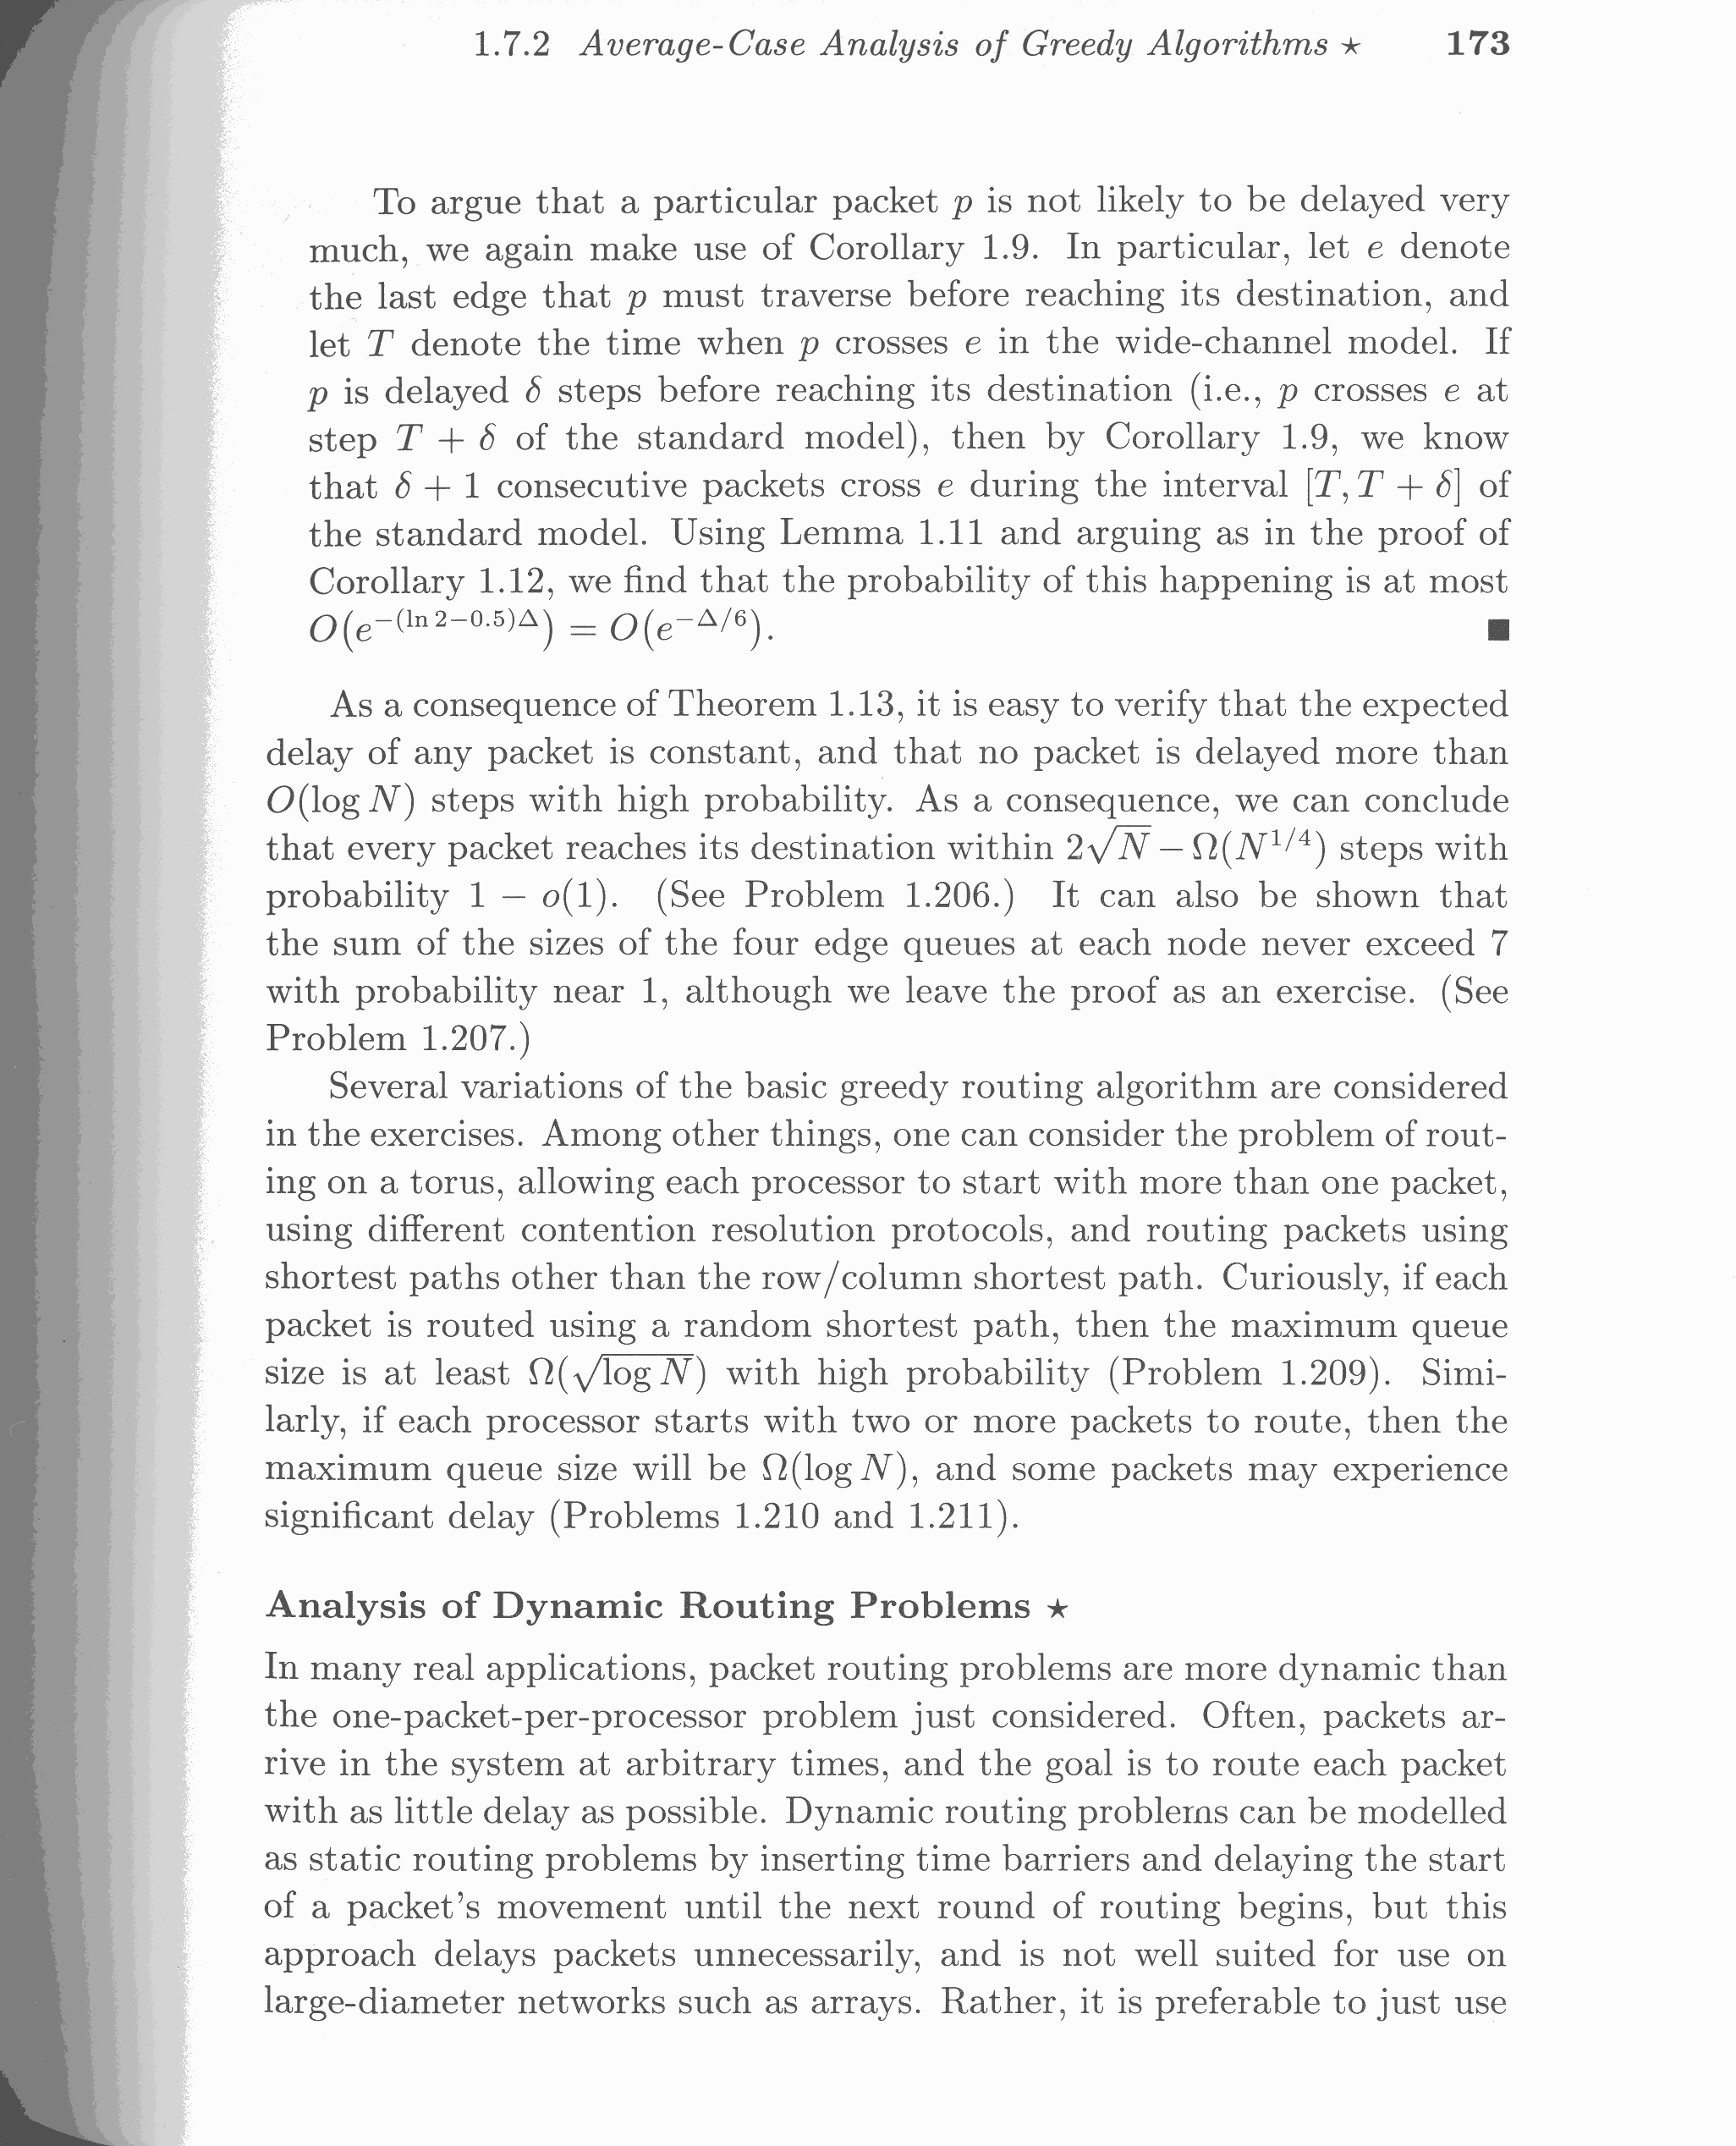 1.7.2 Average-Case Analysis of Greedy Algorithms ⋆ 173
To argue that a particular packet p is not likely to be delayed very
much, we again make use of Corollary 1.9. In particular, let e denote
the last edge that p must traverse before reaching its destination, and
let T denote the time when p crosses e in the wide-channel model. If
p is delayed δ steps before reaching its destination (i.e., p crosses e at
step T + δ of the standard model), then by Corollary 1.9, we know
that δ + 1 consecutive packets cross e during the interval [T, T + δ] of
the standard model. Using Lemma 1.11 and arguing as in the proof of
Corollary 1.12, we find that the probability of this happening is at most
O(e^{-(ln 2-0.5)Δ}) = O(e^{-Δ/6}). ■
As a consequence of Theorem 1.13, it is easy to verify that the expected
delay of any packet is constant, and that no packet is delayed more than
O(log N) steps with high probability. As a consequence, we can conclude
that every packet reaches its destination within 2√N − Ω(N^{1/4}) steps with
probability 1 − o(1). (See Problem 1.206.) It can also be shown that
the sum of the sizes of the four edge queues at each node never exceed 7
with probability near 1, although we leave the proof as an exercise. (See
Problem 1.207.)
Several variations of the basic greedy routing algorithm are considered
in the exercises. Among other things, one can consider the problem of rout-
ing on a torus, allowing each processor to start with more than one packet,
using different contention resolution protocols, and routing packets using
shortest paths other than the row/column shortest path. Curiously, if each
packet is routed using a random shortest path, then the maximum queue
size is at least Ω(√log N) with high probability (Problem 1.209). Simi-
larly, if each processor starts with two or more packets to route, then the
maximum queue size will be Ω(log N), and some packets may experience
significant delay (Problems 1.210 and 1.211).
Analysis of Dynamic Routing Problems ⋆
In many real applications, packet routing problems are more dynamic than
the one-packet-per-processor problem just considered. Often, packets ar-
rive in the system at arbitrary times, and the goal is to route each packet
with as little delay as possible. Dynamic routing problems can be modelled
as static routing problems by inserting time barriers and delaying the start
of a packet's movement until the next round of routing begins, but this
approach delays packets unnecessarily, and is not well suited for use on
large-diameter networks such as arrays. Rather, it is preferable to just use